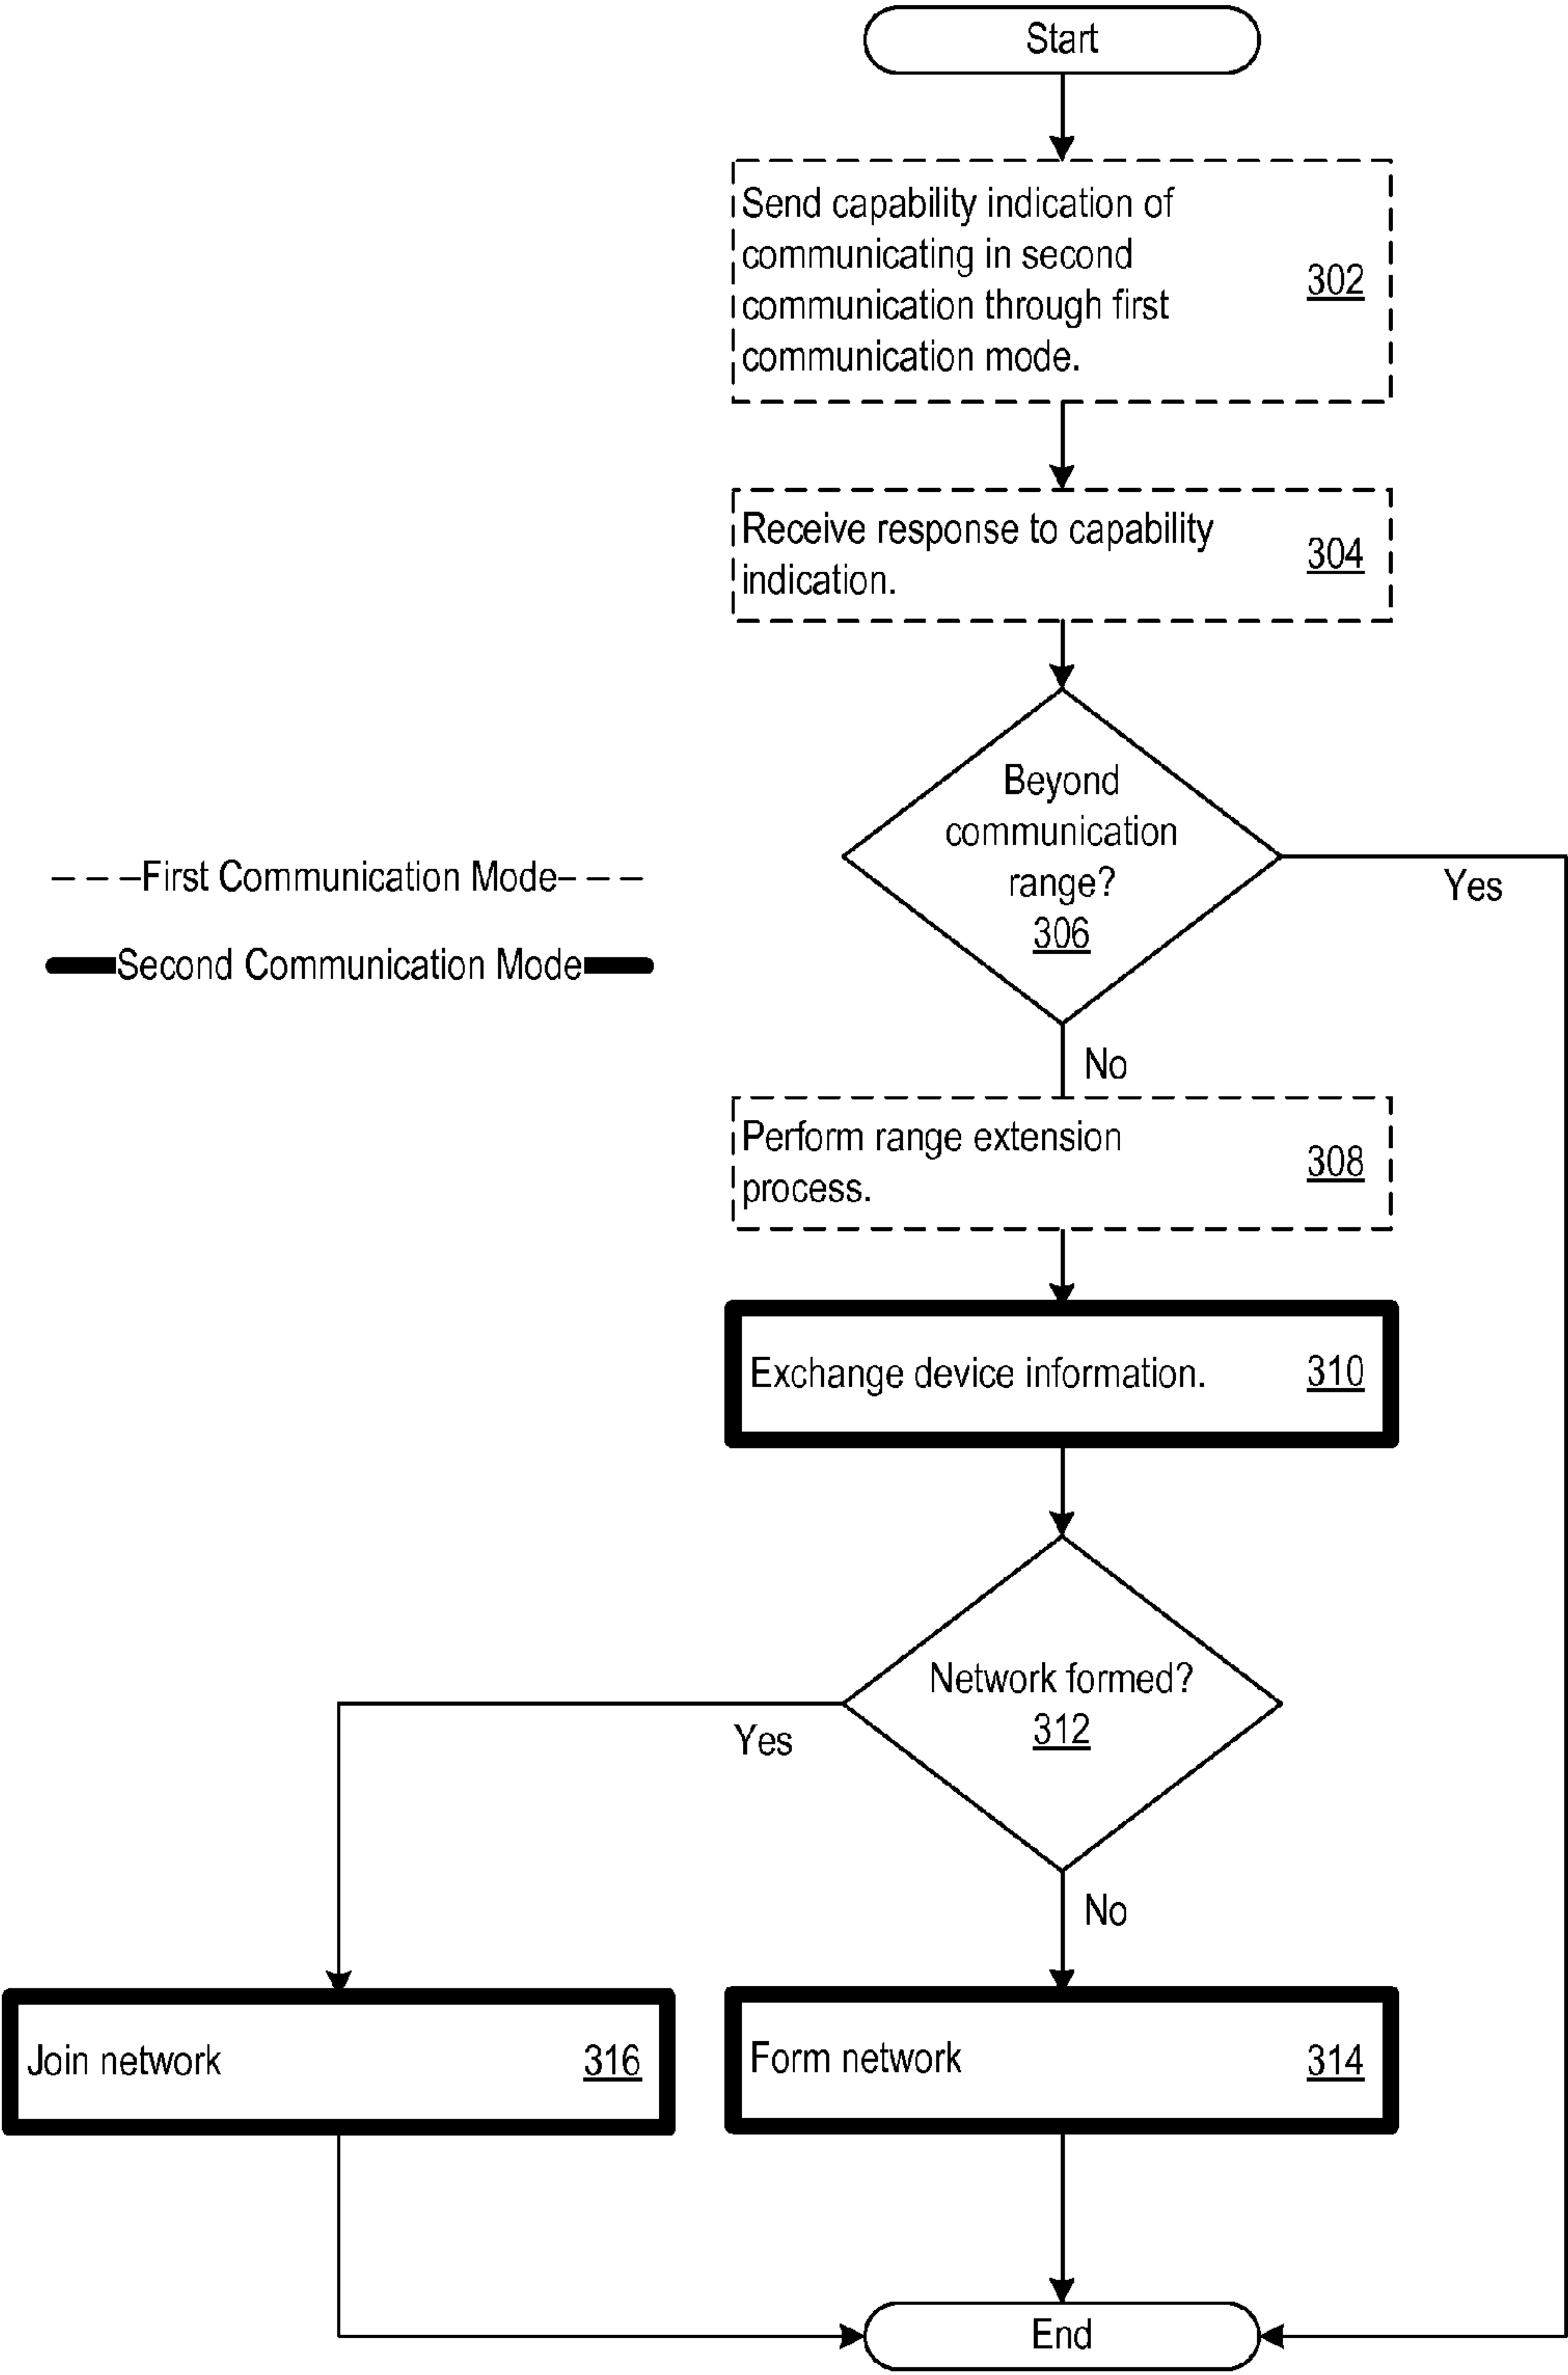 Start
Send capability indication of
communicating in second
communication through first
communication mode.
302
Receive response to capability
indication.
304
Beyond
communication
range?
306
Yes
First Communication Mode
Second Communication Mode
No
Perform range extension
process.
308
Exchange device information.
310
Network formed?
312
Yes
No
Join network
316
Form network
314
End